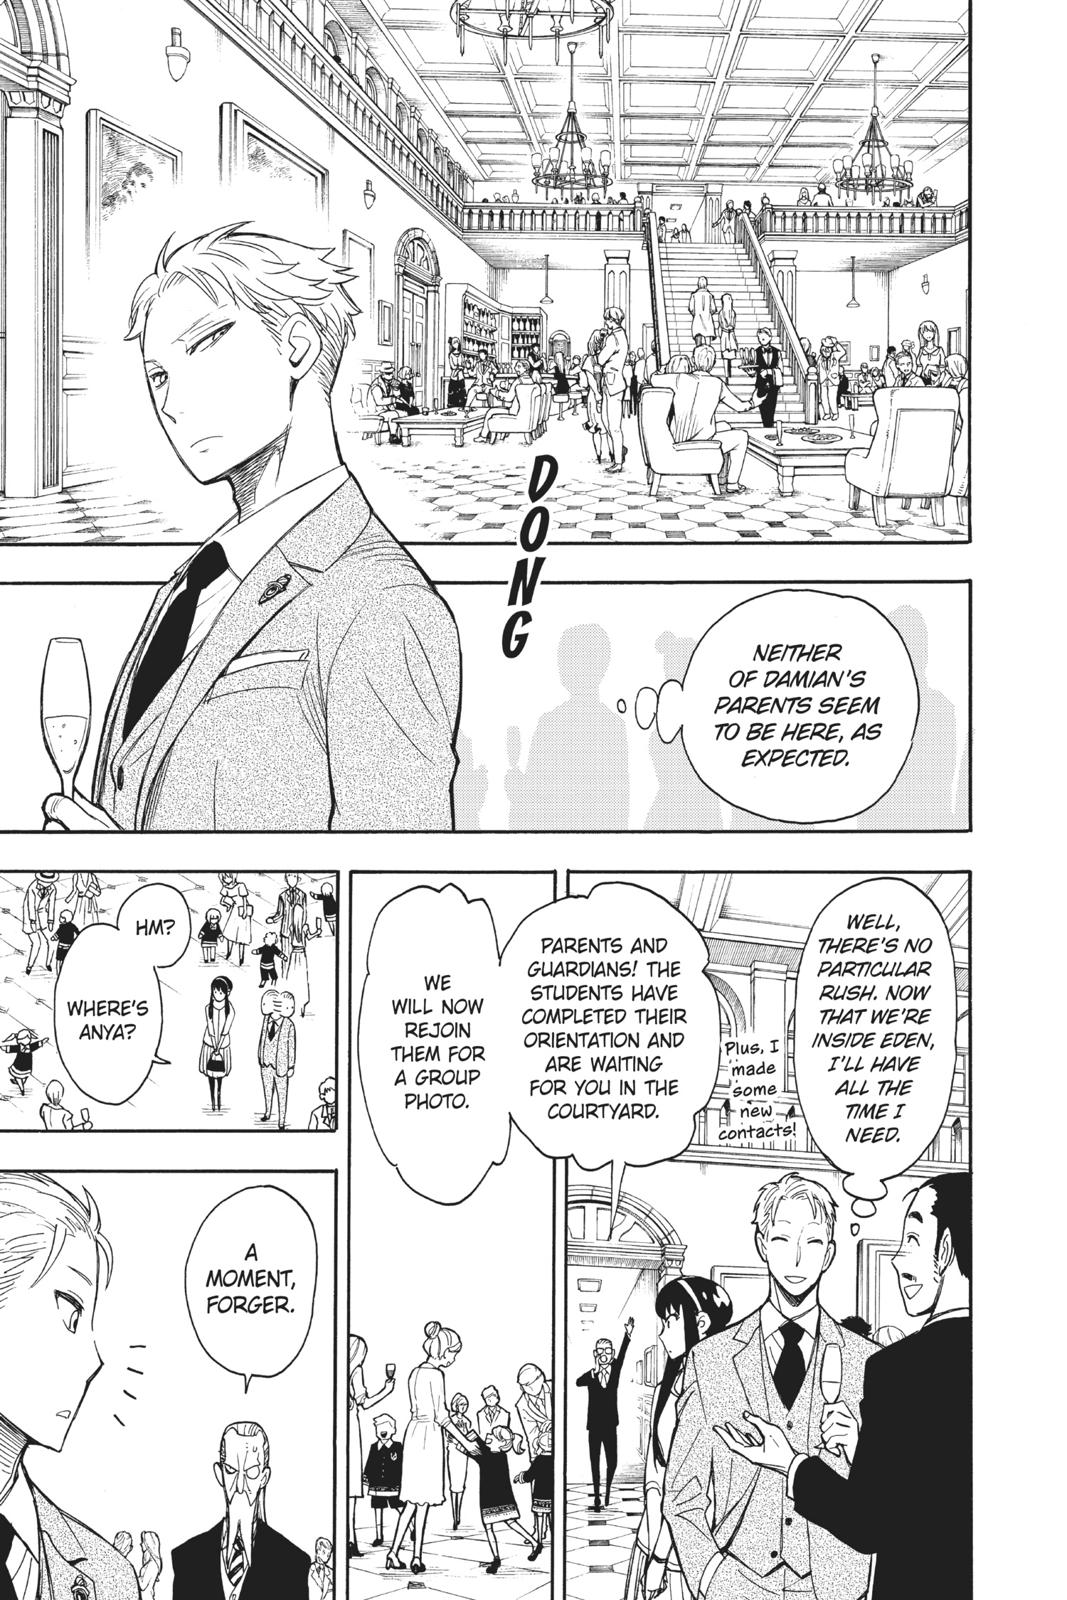 DONG
NEITHER
OF DAMIAN'S
PARENTS SEEM
TO BE HERE, AS
EXPECTED.
WELL,
THERE'S NO
PARTICULAR
RUSH. NOW
THAT WE'RE
INSIDE EDEN,
I'LL HAVE
ALL THE
TIME I
NEED.
Plus, I
made
some
new
contacts!
PARENTS AND
GUARDIANS! THE
STUDENTS HAVE
COMPLETED THEIR
ORIENTATION AND
ARE WAITING
FOR YOU IN THE
COURTYARD.
WE
WILL NOW
REJOIN
THEM FOR
A GROUP
PHOTO.
HM?
WHERE'S
ANYA?
A
MOMENT,
FORGER.